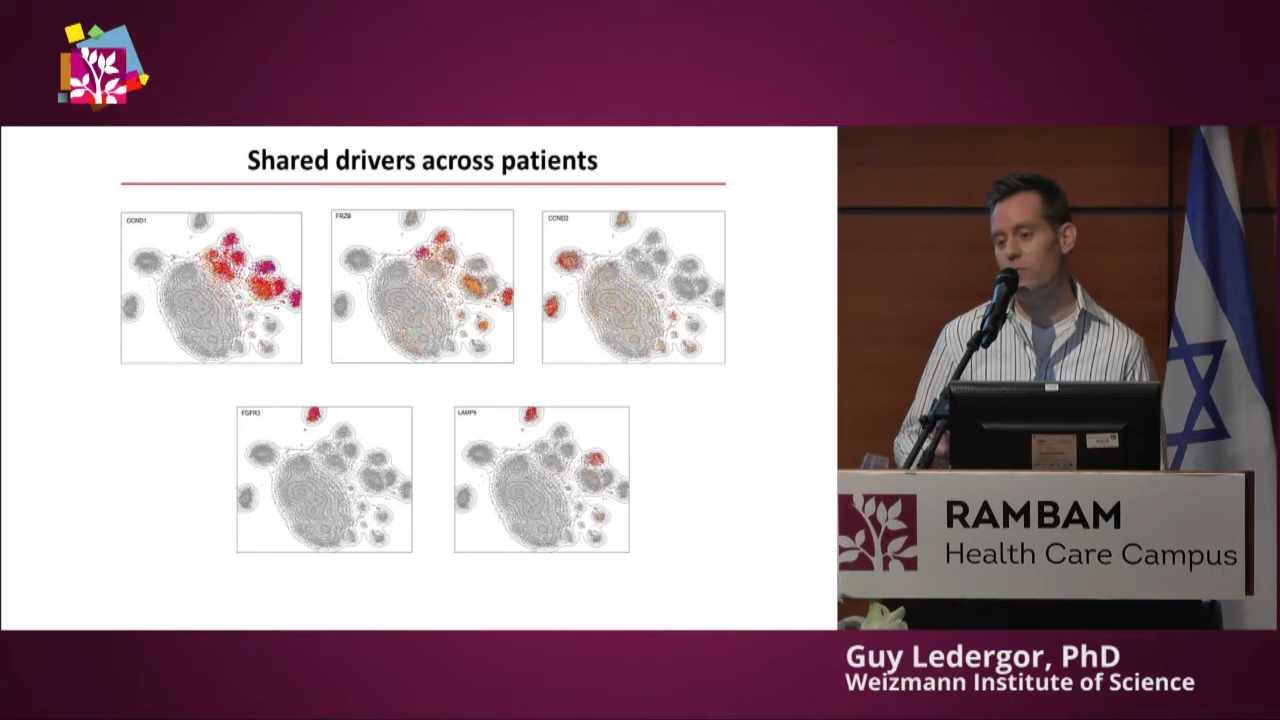 Shared drivers across patients
CCND1
FRZB
CCND2
FGFR3
LAMP5
RAMBAM
Health Care Campus
Guy Ledergor, PhD
Weizmann Institute of Science